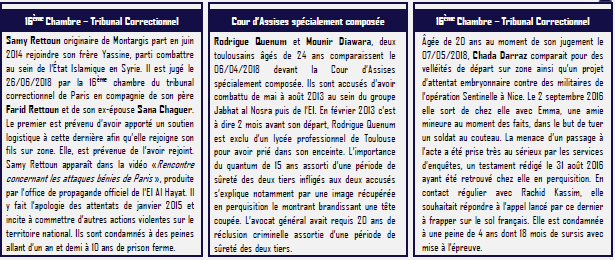 16ème Chambre – Tribunal Correctionnel
Samy Rettoun originaire de Montargis part en juin
2014 rejoindre son frère Yassine, parti combattre
au sein de l'État Islamique en Syrie. Il est jugé le
26/06/2018 par la 16ème chambre du tribunal
correctionnel de Paris en compagnie de son père
Farid Rettoun et de son ex-épouse Sana Chaguer.
Le premier est prévenu d'avoir apporté un soutien
logistique à cette dernière afin qu'elle rejoigne son
fils sur zone. Elle, est prévenue de l'avoir rejoint.
Samy Rettoun apparaît dans la vidéo «Rencontre
concernant les attaques bénies de Paris», produite
par l'office de propagande officiel de l'EI Al Hayat. Il
y fait l'apologie des attentats de janvier 2015 et
incite à commettre d'autres actions violentes sur le
territoire national. Ils sont condamnés à des peines
allant d'un an et demi à 10 ans de prison ferme.
Cour d'Assises spécialement composée
Rodrigue Quenum et Mounir Diawara, deux
toulousains âgés de 24 ans comparaissent le
06/04/2018 devant la Cour d'Assises
spécialement composée. Ils sont accusés d'avoir
combattu de mai à août 2013 au sein du groupe
Jabhat al Nosra puis de l'EI. En février 2013 c'est
à dire 2 mois avant son départ, Rodrigue Quenum
est exclu d'un lycée professionnel de Toulouse
pour avoir prié dans son enceinte. L'importance
du quantum de 15 ans assorti d'une période de
sûreté des deux tiers infligés aux deux accusés
s'explique notamment par une image récupérée
en perquisition le montrant brandissant une tête
coupée. L'avocat général avait requis 20 ans de
réclusion criminelle assortie d'une période de
sûreté des deux tiers.
16ème Chambre – Tribunal Correctionnel
Âgée de 20 ans au moment de son jugement le
07/05/2018, Chada Darraz comparait pour des
velléités de départ sur zone ainsi qu'un projet
d'attentat embryonnaire contre des militaires de
l'opération Sentinelle à Nice. Le 2 septembre 2016
elle sort de chez elle avec Emma, une amie
mineure au moment des faits, dans le but de tuer
un soldat au couteau. La menace d'un passage à
l'acte a été prise très au sérieux par les services
d'enquêtes, un testament rédigé le 31 août 2016
ayant été retrouvé chez elle en perquisition. En
contact régulier avec Rachid Kassim, elle
souhaitait répondre à l'appel lancé par ce dernier
à frapper sur le sol français. Elle est condamnée
à une peine de 4 ans dont 18 mois de sursis avec
mise à l'épreuve.